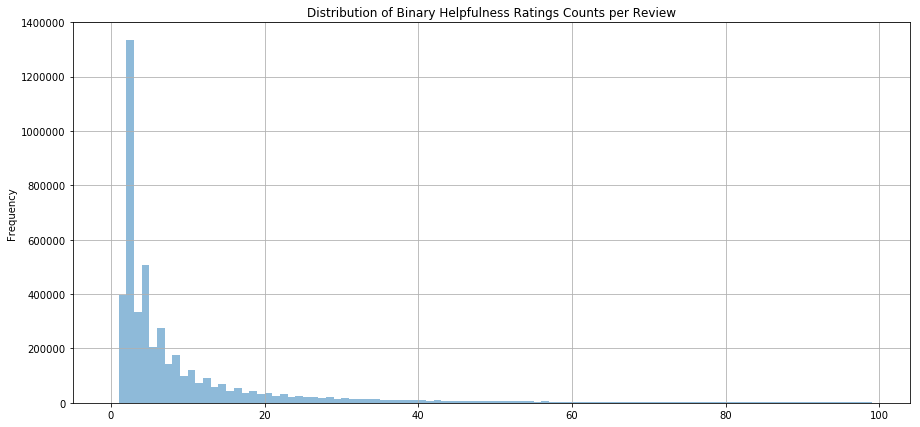 Distribution of Binary Helpfulness Ratings Counts per Review
1400000
1200000
1000000
800000
600000
400000
200000
0
Frequency
0 20 40 60 80 100